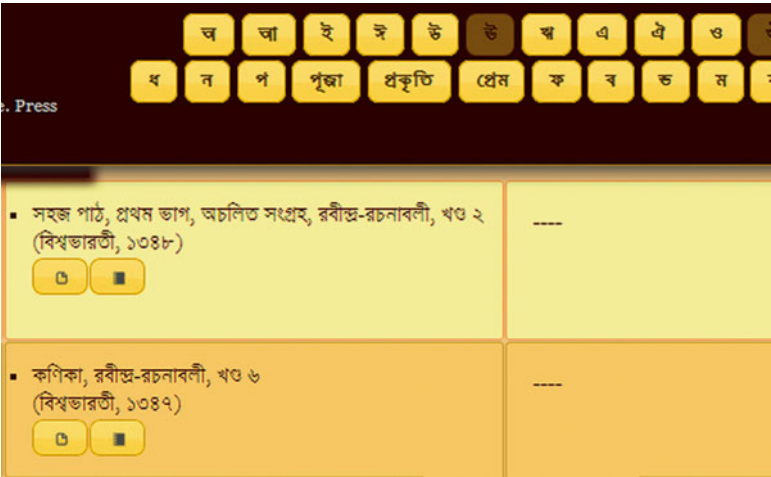 অ আ ই ঈ উ ঊ ঋ এ ঐ ও
ধ ন প পূজা প্রকৃতি প্রেম ফ ব ভ ম
e. Press
সহজ পাঠ, প্রথম ভাগ, অচলিত সংগ্রহ, রবীন্দ্র-রচনাবলী, খণ্ড ২
----
(বিশ্বভারতী, ১৩৪৮)
কণিকা, রবীন্দ্র-রচনাবলী, খণ্ড ৬
----
(বিশ্বভারতী, ১৩৪৭)